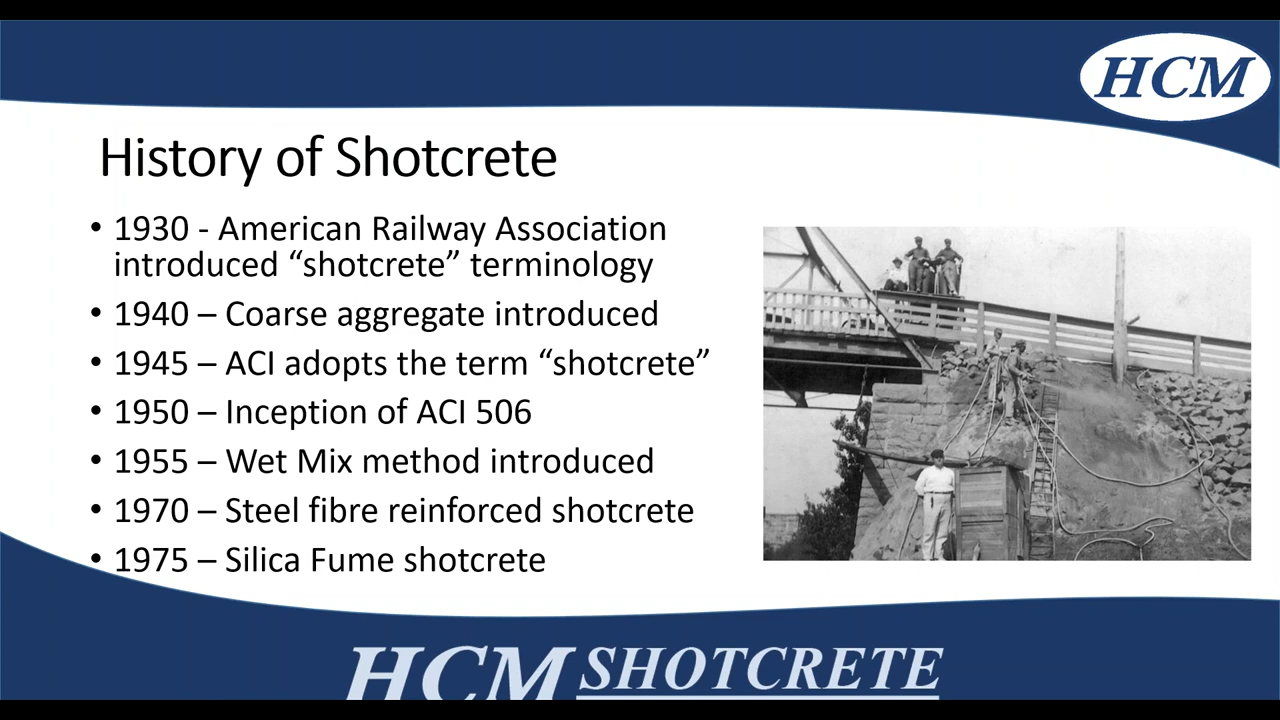 HCM
History of Shotcrete
• 1930 - American Railway Association
introduced “shotcrete” terminology
• 1940 – Coarse aggregate introduced
• 1945 – ACI adopts the term “shotcrete”
• 1950 – Inception of ACI 506
• 1955 – Wet Mix method introduced
• 1970 – Steel fibre reinforced shotcrete
• 1975 – Silica Fume shotcrete
HCM SHOTCRETE